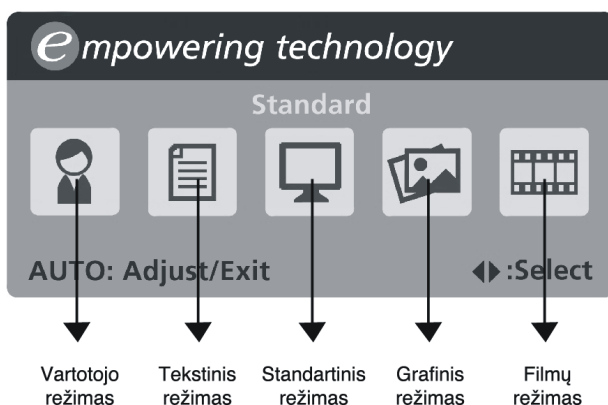 empowering technology
Standard
AUTO: Adjust/Exit
:Select
Vartotojo
režimas
Tekstinis
režimas
Standartinis
režimas
Grafinis
režimas
Filmų
režimas